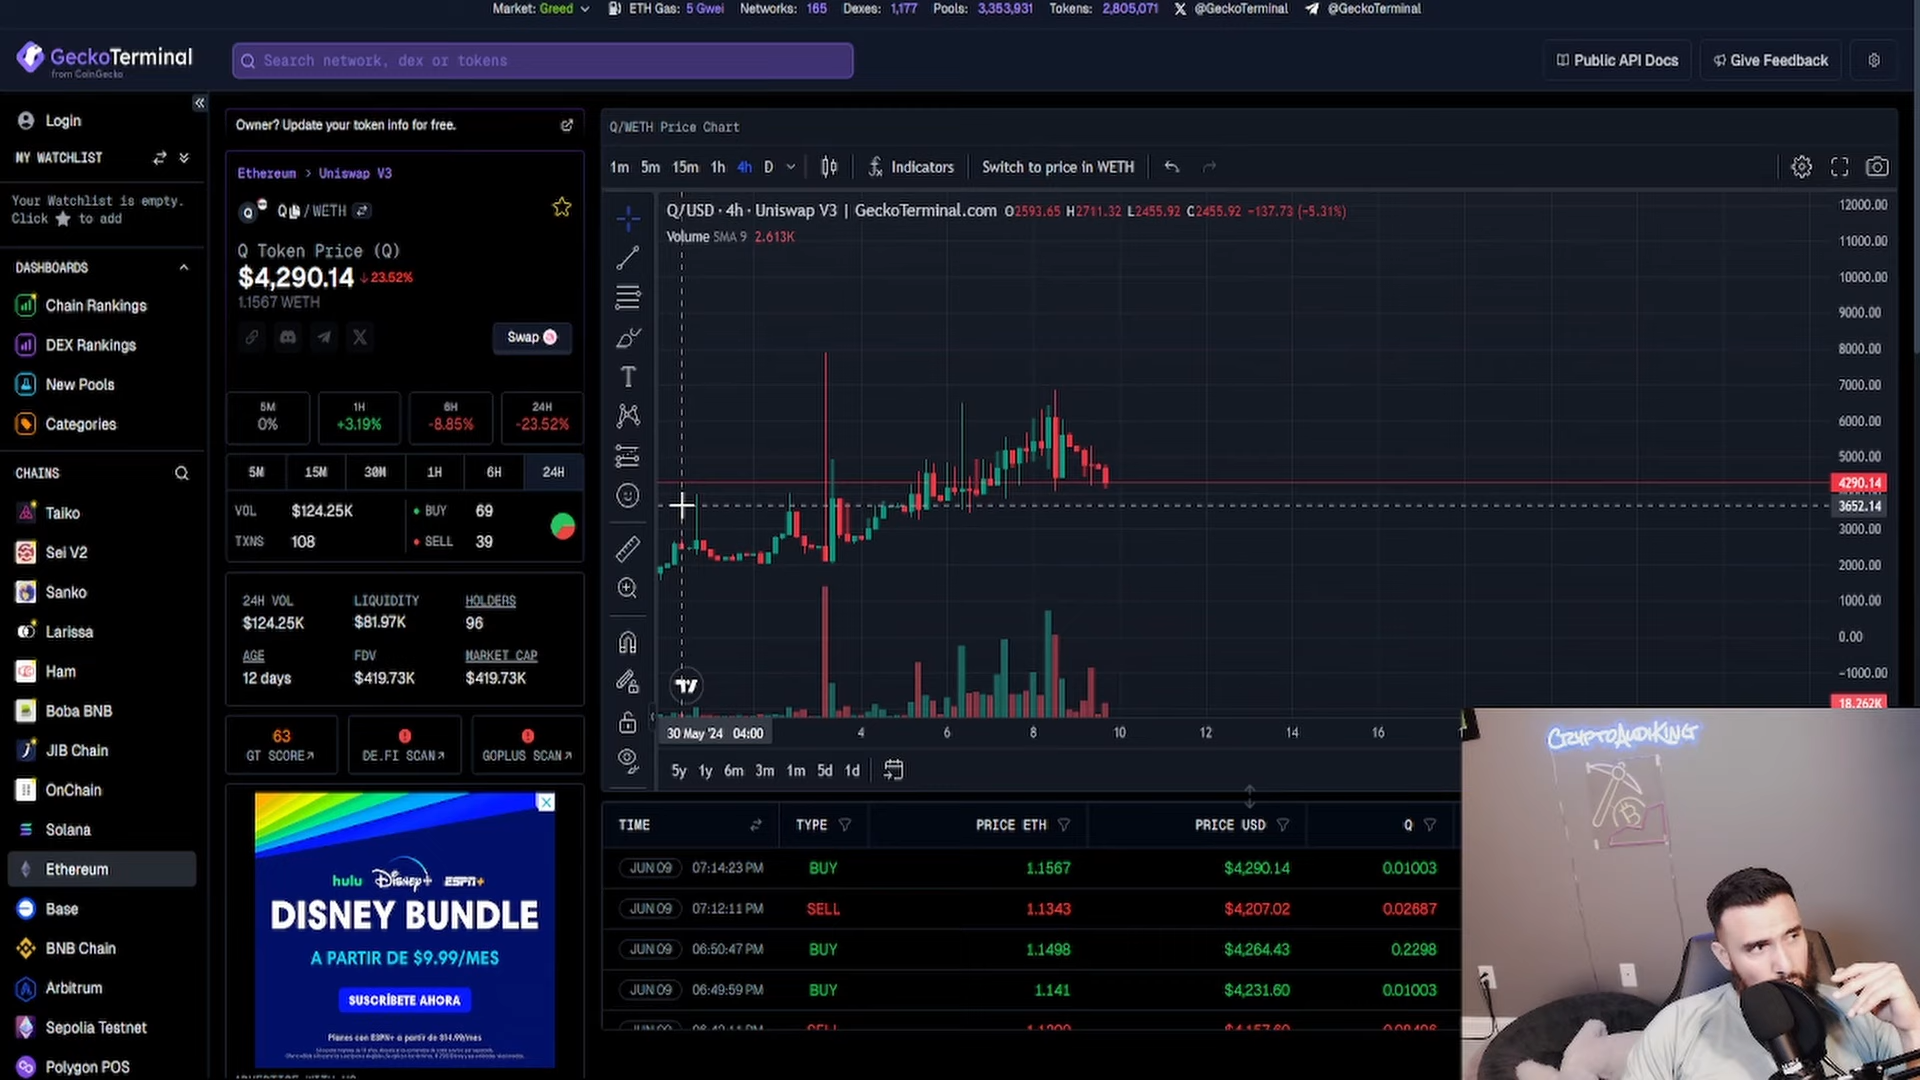 Market: Greed ETH Gas: 5 Gwei Networks: 165 Dexes: 1,177 Pools: 3,353,931 Tokens: 2,805,071 @GeckoTerminal @GeckoTerminal
GeckoTerminal
from CoinGecko
Search network, dex or tokens
Public API Docs
Give Feedback
Login
MY WATCHLIST
Your Watchlist is empty.
Click to add
DASHBOARDS
Chain Rankings
DEX Rankings
New Pools
Categories
CHAINS
Taiko
Sei V2
Sanko
Larissa
Ham
Boba BNB
JIB Chain
OnChain
Solana
Ethereum
Base
BNB Chain
Arbitrum
Sepolia Testnet
Polygon POS
Owner? Update your token info for free.
Ethereum > Uniswap V3
Q / WETH
Q Token Price (Q)
$4,290.14 ↓ 23.52%
1.1567 WETH
Swap
5M 1H 6H 24H
0% +3.19% -8.85% -23.52%
5M 15M 30M 1H 6H 24H
VOL $124.25K BUY 69
TXNS 108 SELL 39
24H VOL LIQUIDITY HOLDERS
$124.25K $81.97K 96
AGE FDV MARKET CAP
12 days $419.73K $419.73K
63
GT SCORE↗ DE.FI SCAN↗ GOPLUS SCAN↗
hulu Disney+ ESPN+
DISNEY BUNDLE
A PARTIR DE $9.99/MES
SUSCRÍBETE AHORA
Planes con ESPN+ a partir de $14.99/mes
Q/WETH Price Chart
1m 5m 15m 1h 4h D Indicators Switch to price in WETH
Q/USD · 4h · Uniswap V3 | GeckoTerminal.com O2593.65 H2711.32 L2455.92 C2455.92 -137.73 (-5.31%)
Volume SMA 9 2.613K
12000.00
11000.00
10000.00
9000.00
8000.00
7000.00
6000.00
5000.00
4290.14
3652.14
3000.00
2000.00
1000.00
0.00
-1000.00
18.262K
30 May '24 04:00 4 6 8 10 12 14 16
5y 1y 6m 3m 1m 5d 1d
TIME TYPE PRICE ETH PRICE USD Q
JUN 09 07:14:23 PM BUY 1.1567 $4,290.14 0.01003
JUN 09 07:12:11 PM SELL 1.1343 $4,207.02 0.02687
JUN 09 06:50:47 PM BUY 1.1498 $4,264.43 0.2298
JUN 09 06:49:59 PM BUY 1.141 $4,231.60 0.01003
CRYPTOAUDIKING